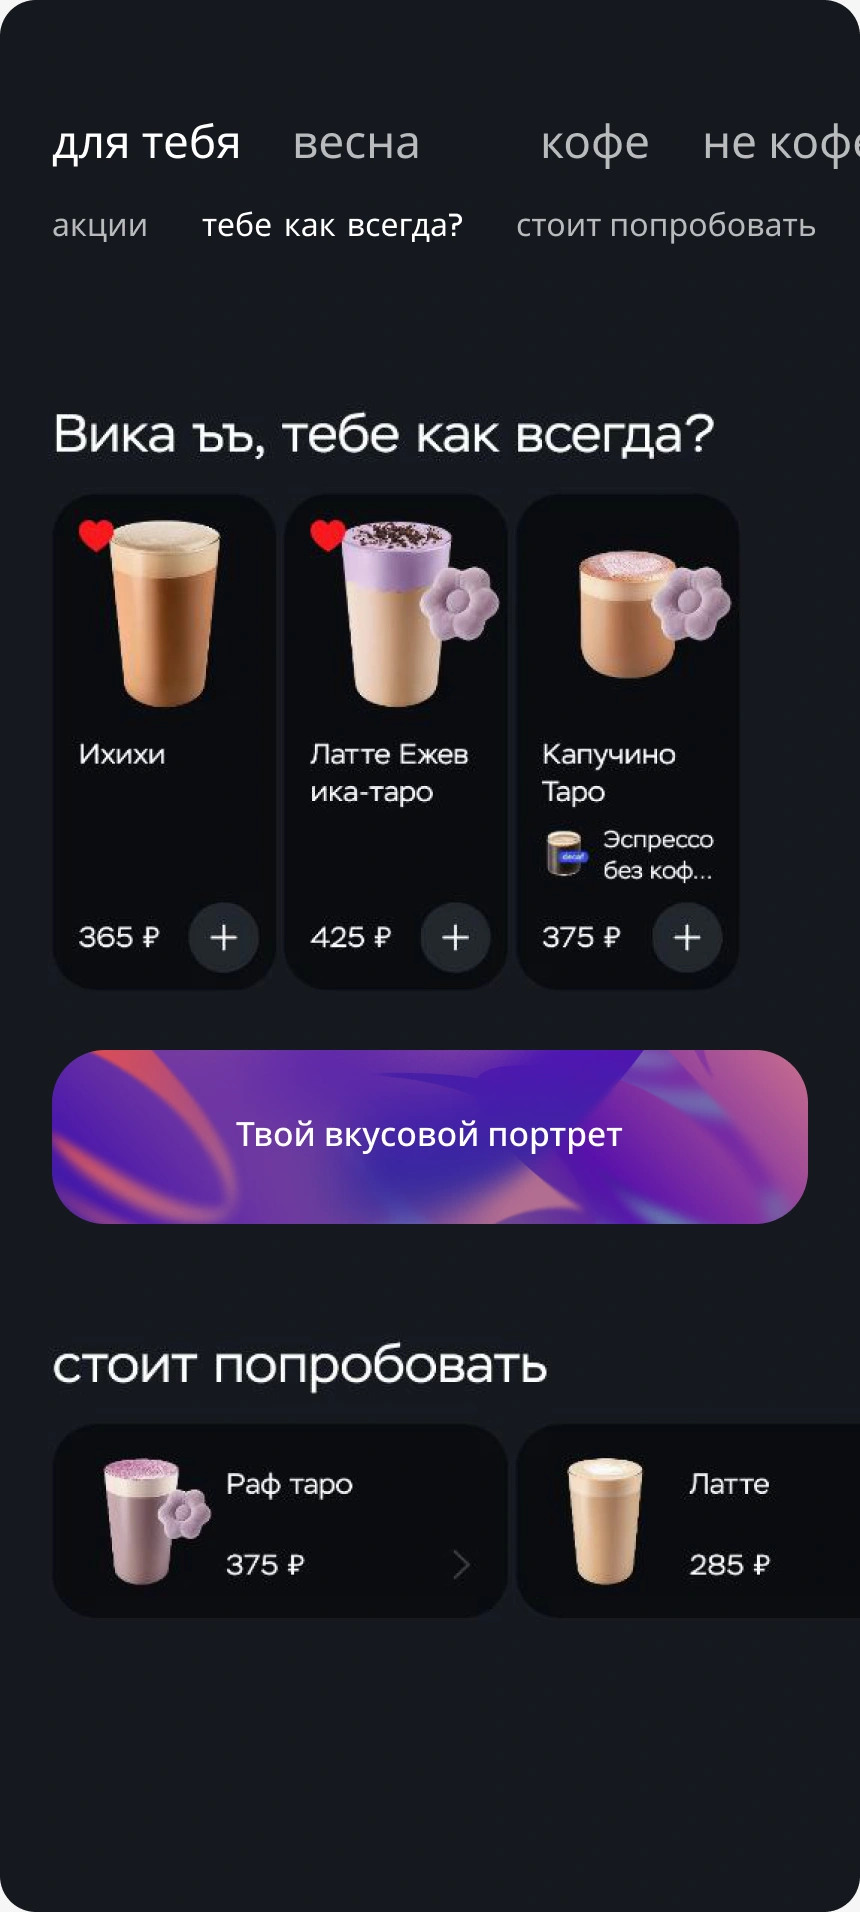 для тебя весна кофе не кофе
акции тебе как всегда? стоит попробовать
Вика ъъ, тебе как всегда?
Ихихи
365 ₽
Латте Ежев
ика-таро
425 ₽
Капучино
Таро
decaf
Эспрессо
без коф...
375 ₽
Твой вкусовой портрет
стоит попробовать
Раф таро
375 ₽
Латте
285 ₽